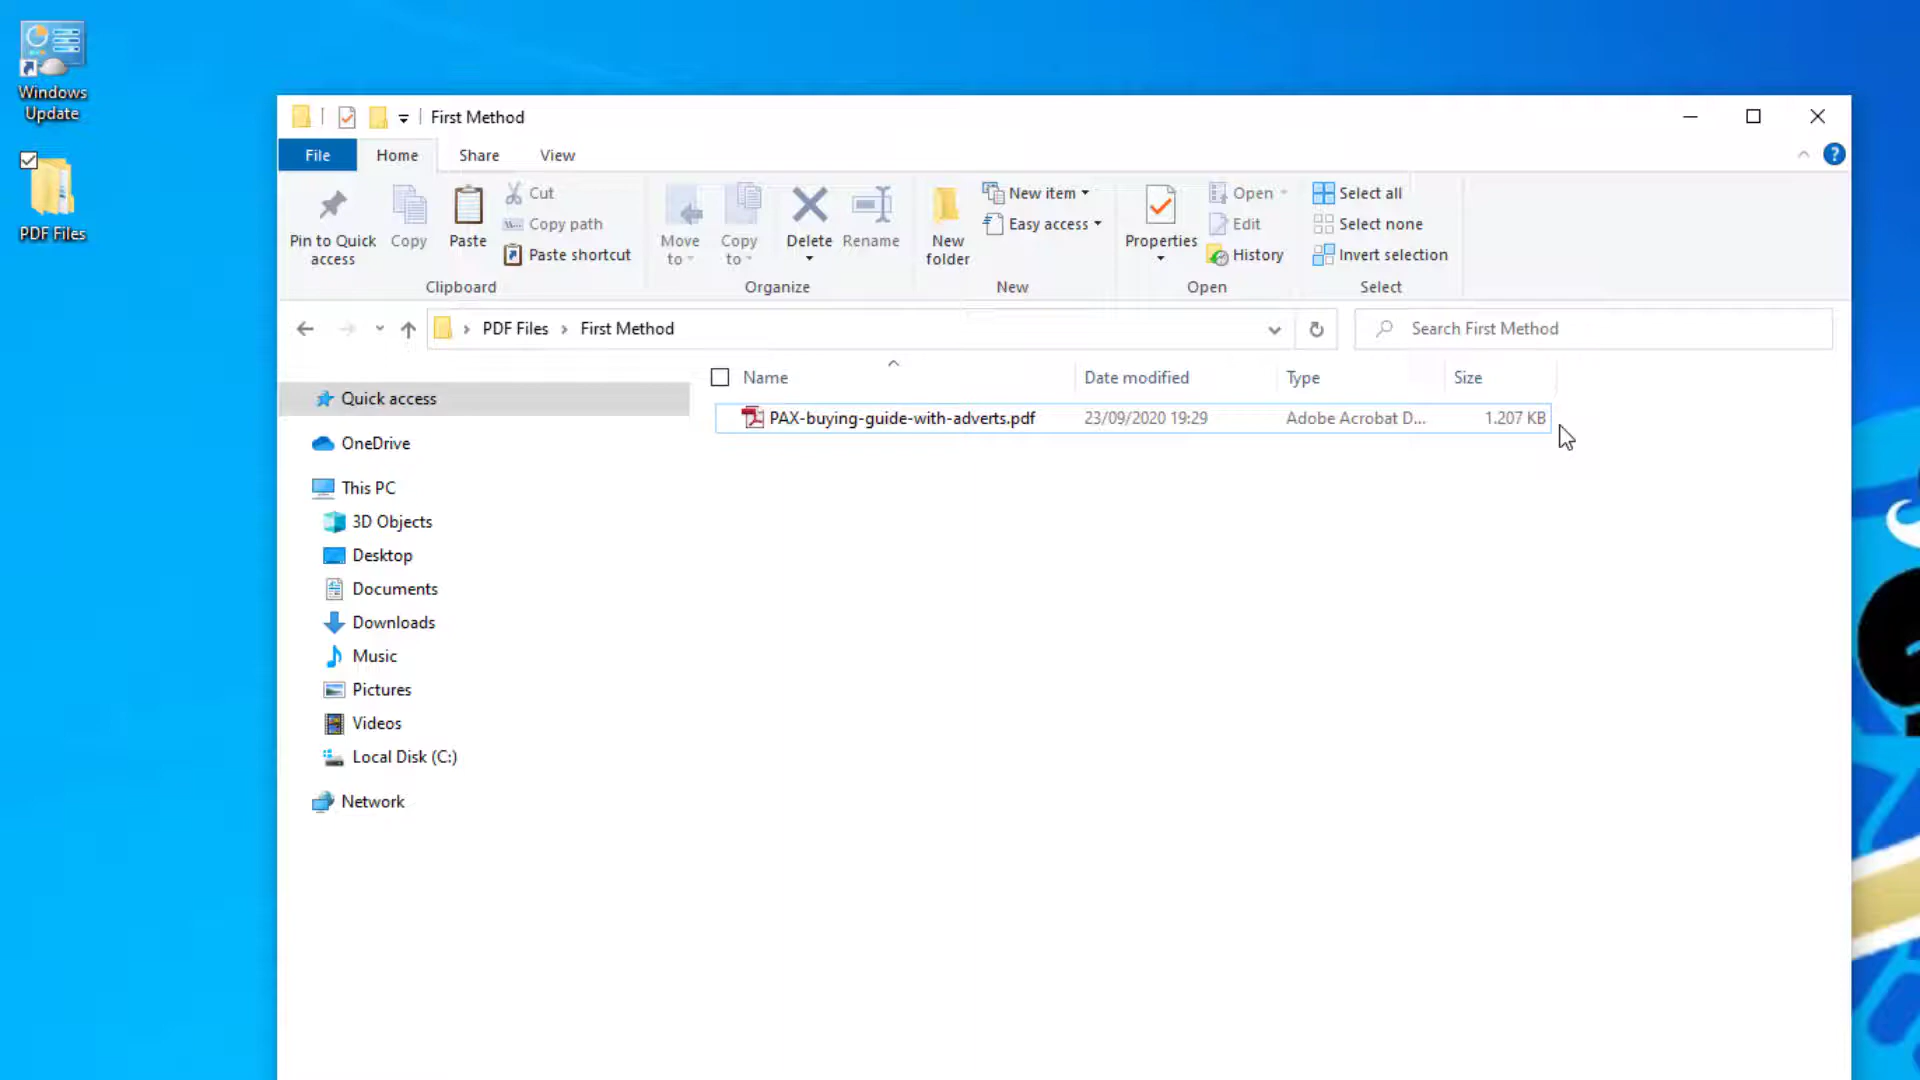 Windows
Update
PDF Files
First Method
File Home Share View
Pin to Quick
access
Copy
Paste
Cut
Copy path
Paste shortcut
Clipboard
Move
to
Copy
to
Delete
Rename
Organize
New
folder
New item
Easy access
New
Properties
Open
Edit
History
Open
Select all
Select none
Invert selection
Select
PDF Files First Method
Search First Method
Name Date modified Type Size
PAX-buying-guide-with-adverts.pdf 23/09/2020 19:29 Adobe Acrobat D... 1.207 KB
Quick access
OneDrive
This PC
3D Objects
Desktop
Documents
Downloads
Music
Pictures
Videos
Local Disk (C:)
Network